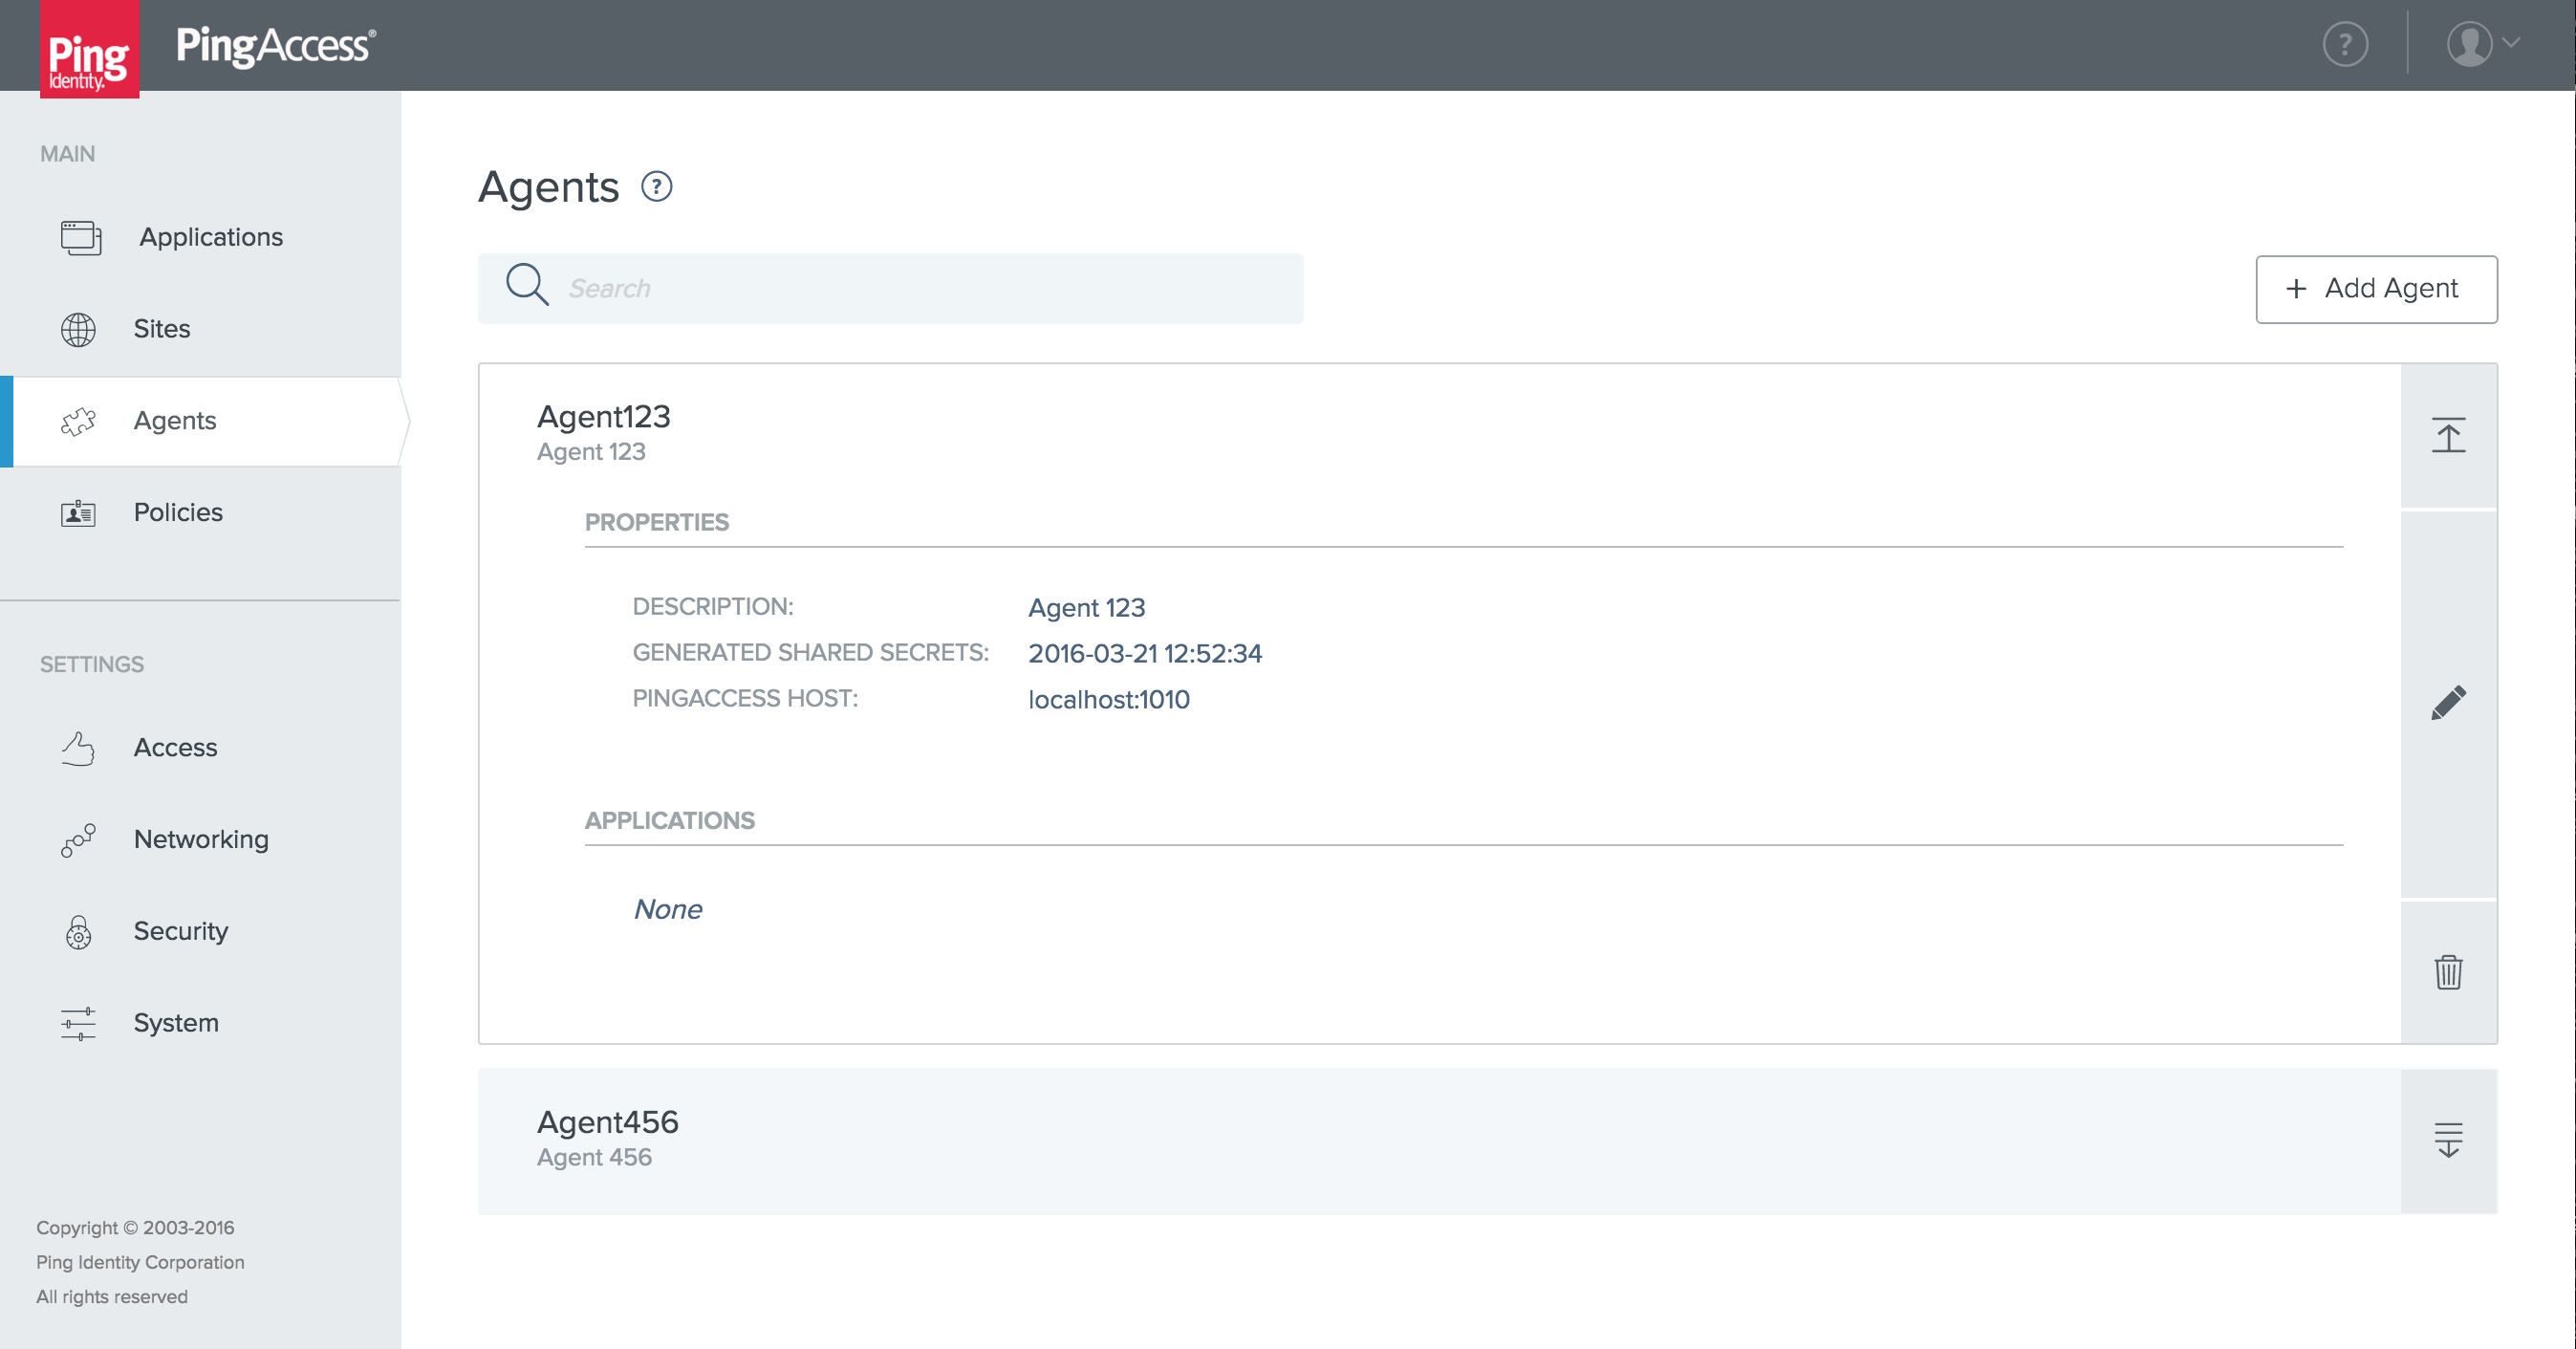 Ping
Identity.
PingAccess®
?
MAIN
Applications
Sites
Agents
Policies
SETTINGS
Access
Networking
Security
System
Copyright © 2003-2016
Ping Identity Corporation
All rights reserved
Agents ?
Search
+ Add Agent
Agent123
Agent 123
PROPERTIES
DESCRIPTION: Agent 123
GENERATED SHARED SECRETS: 2016-03-21 12:52:34
PINGACCESS HOST: localhost:1010
APPLICATIONS
None
Agent456
Agent 456